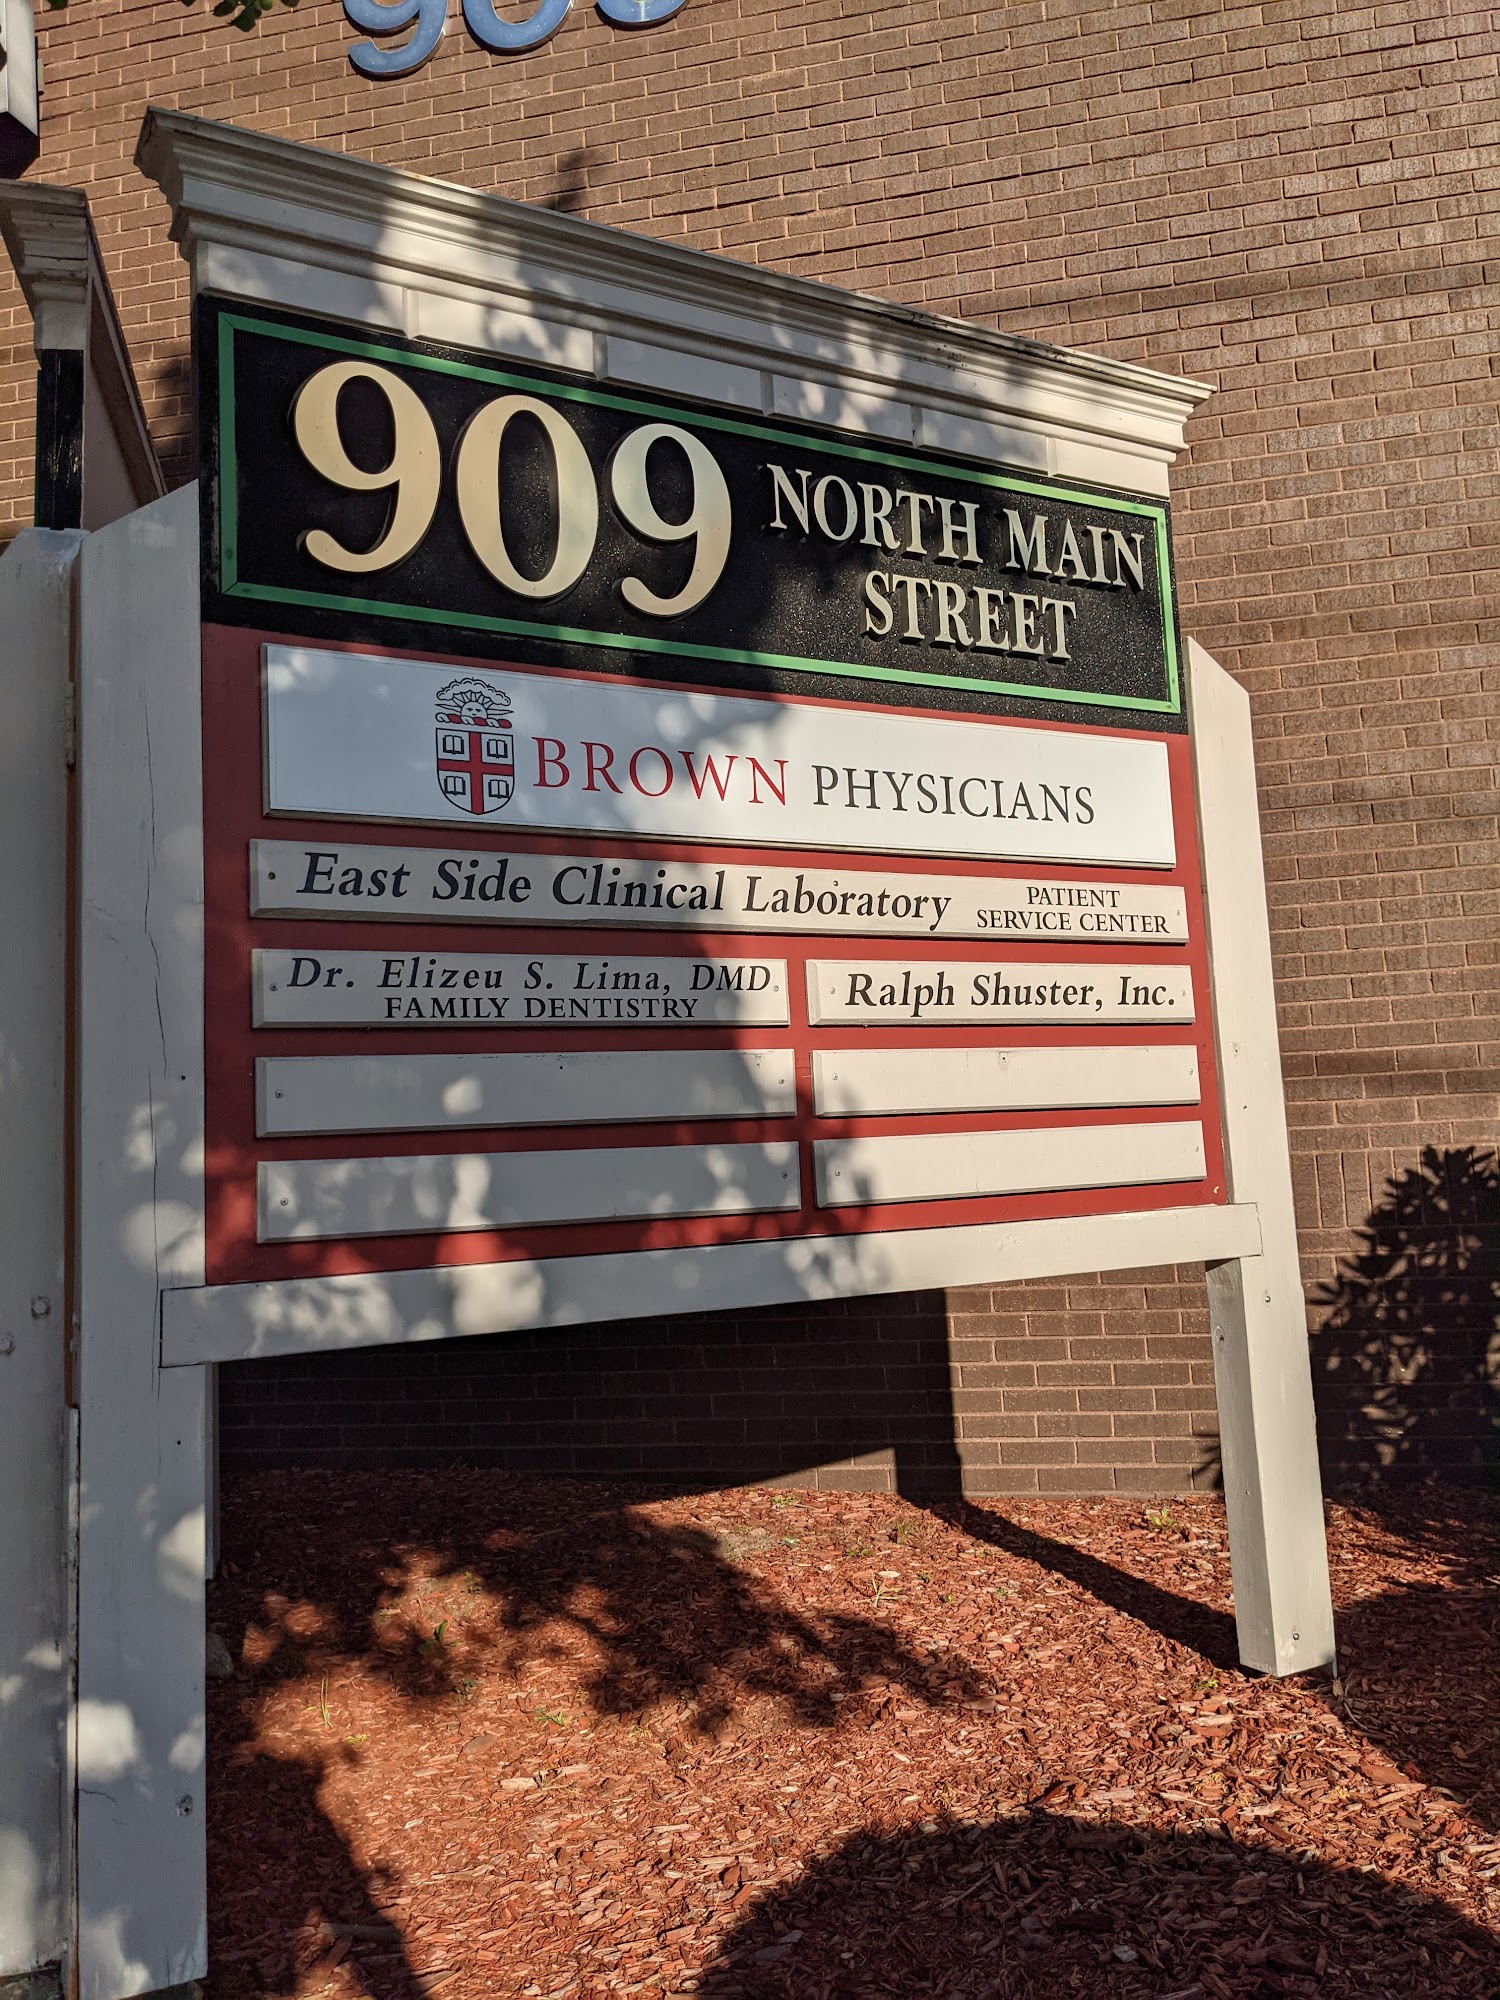 909
NORTH MAIN
STREET
BROWN PHYSICIANS
East Side Clinical Laboratory
PATIENT
SERVICE CENTER
Dr. Elizeu S. Lima, DMD
FAMILY DENTISTRY
Ralph Shuster, Inc.